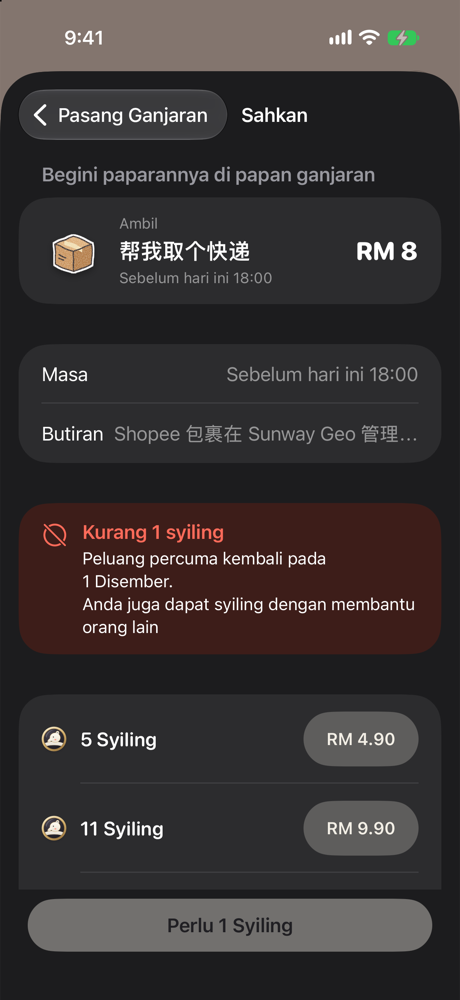 9:41
Pasang Ganjaran
Sahkan
Begini paparannya di papan ganjaran
Ambil
帮我取个快递
RM 8
Sebelum hari ini 18:00
Masa
Sebelum hari ini 18:00
Butiran
Shopee 包裹在 Sunway Geo 管理...
Kurang 1 syiling
Peluang percuma kembali pada
1 Disember.
Anda juga dapat syiling dengan membantu
orang lain
5 Syiling
RM 4.90
11 Syiling
RM 9.90
Perlu 1 Syiling